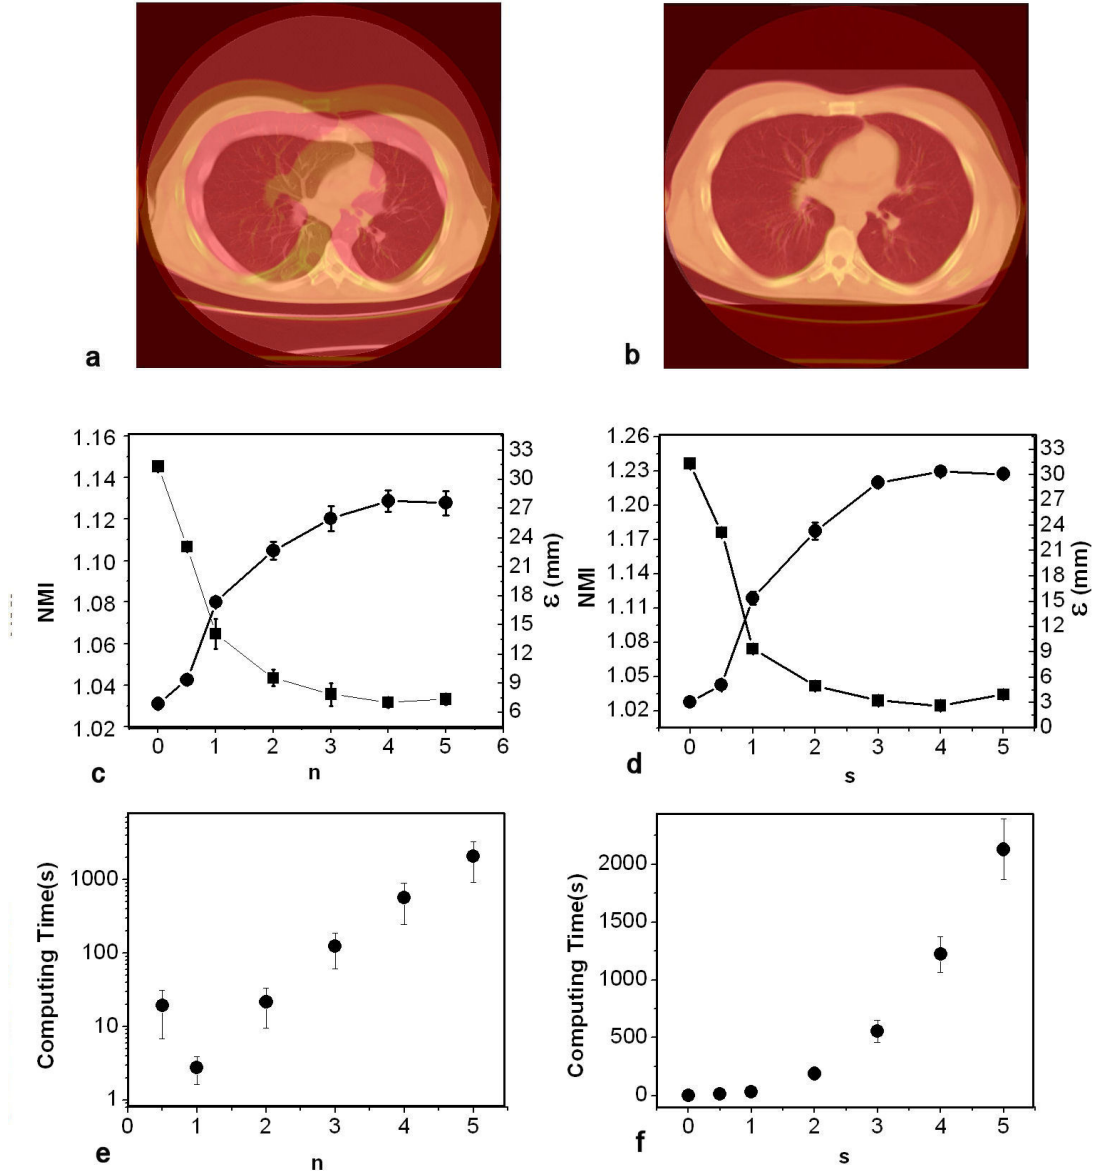 a
b
1.16
1.14
1.12
1.10
1.08
1.06
1.04
1.02
NMI
33
30
27
24
21
18
15
12
9
6
ε (mm)
0 1 2 3 4 5 6
n
c
1.26
1.23
1.20
1.17
1.14
1.11
1.08
1.05
1.02
NMI
33
30
27
24
21
18
15
12
9
6
3
0
ε (mm)
0 1 2 3 4 5
s
d
1000
100
10
1
Computing Time(s)
0 1 2 3 4 5
n
e
2000
1500
1000
500
0
Computing Time(s)
0 1 2 3 4 5
s
f